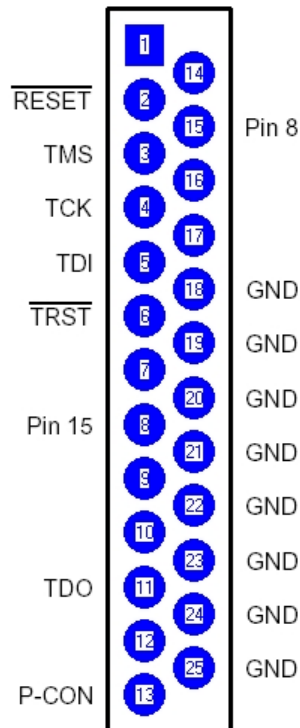 1
14
RESET 2
15 Pin 8
TMS 3
16
TCK 4
17
TDI 5
18 GND
TRST 6
19 GND
7
20 GND
Pin 15 8
21 GND
9
22 GND
10
23 GND
TDO 11
24 GND
12
25 GND
P-CON 13